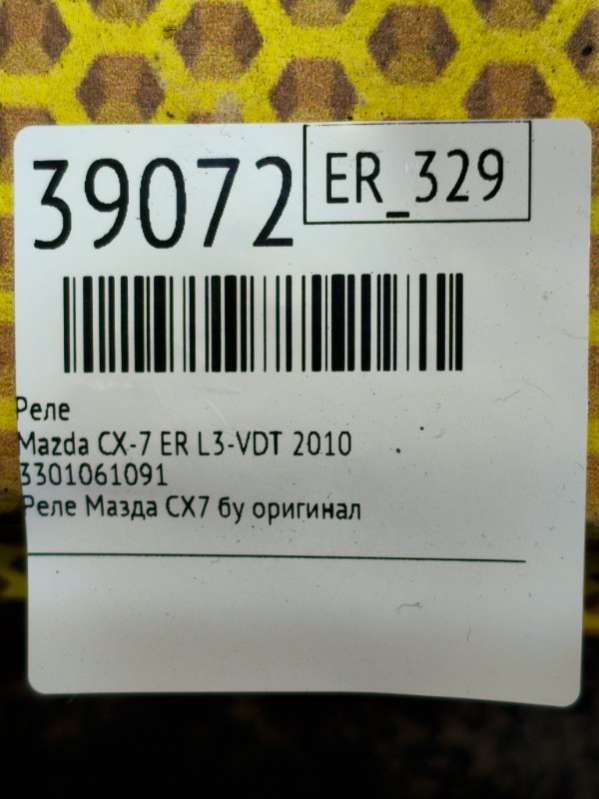 39072
ER_329
Реле
Mazda CX-7 ER L3-VDT 2010
3301061091
Реле Мазда СХ7 бу оригинал